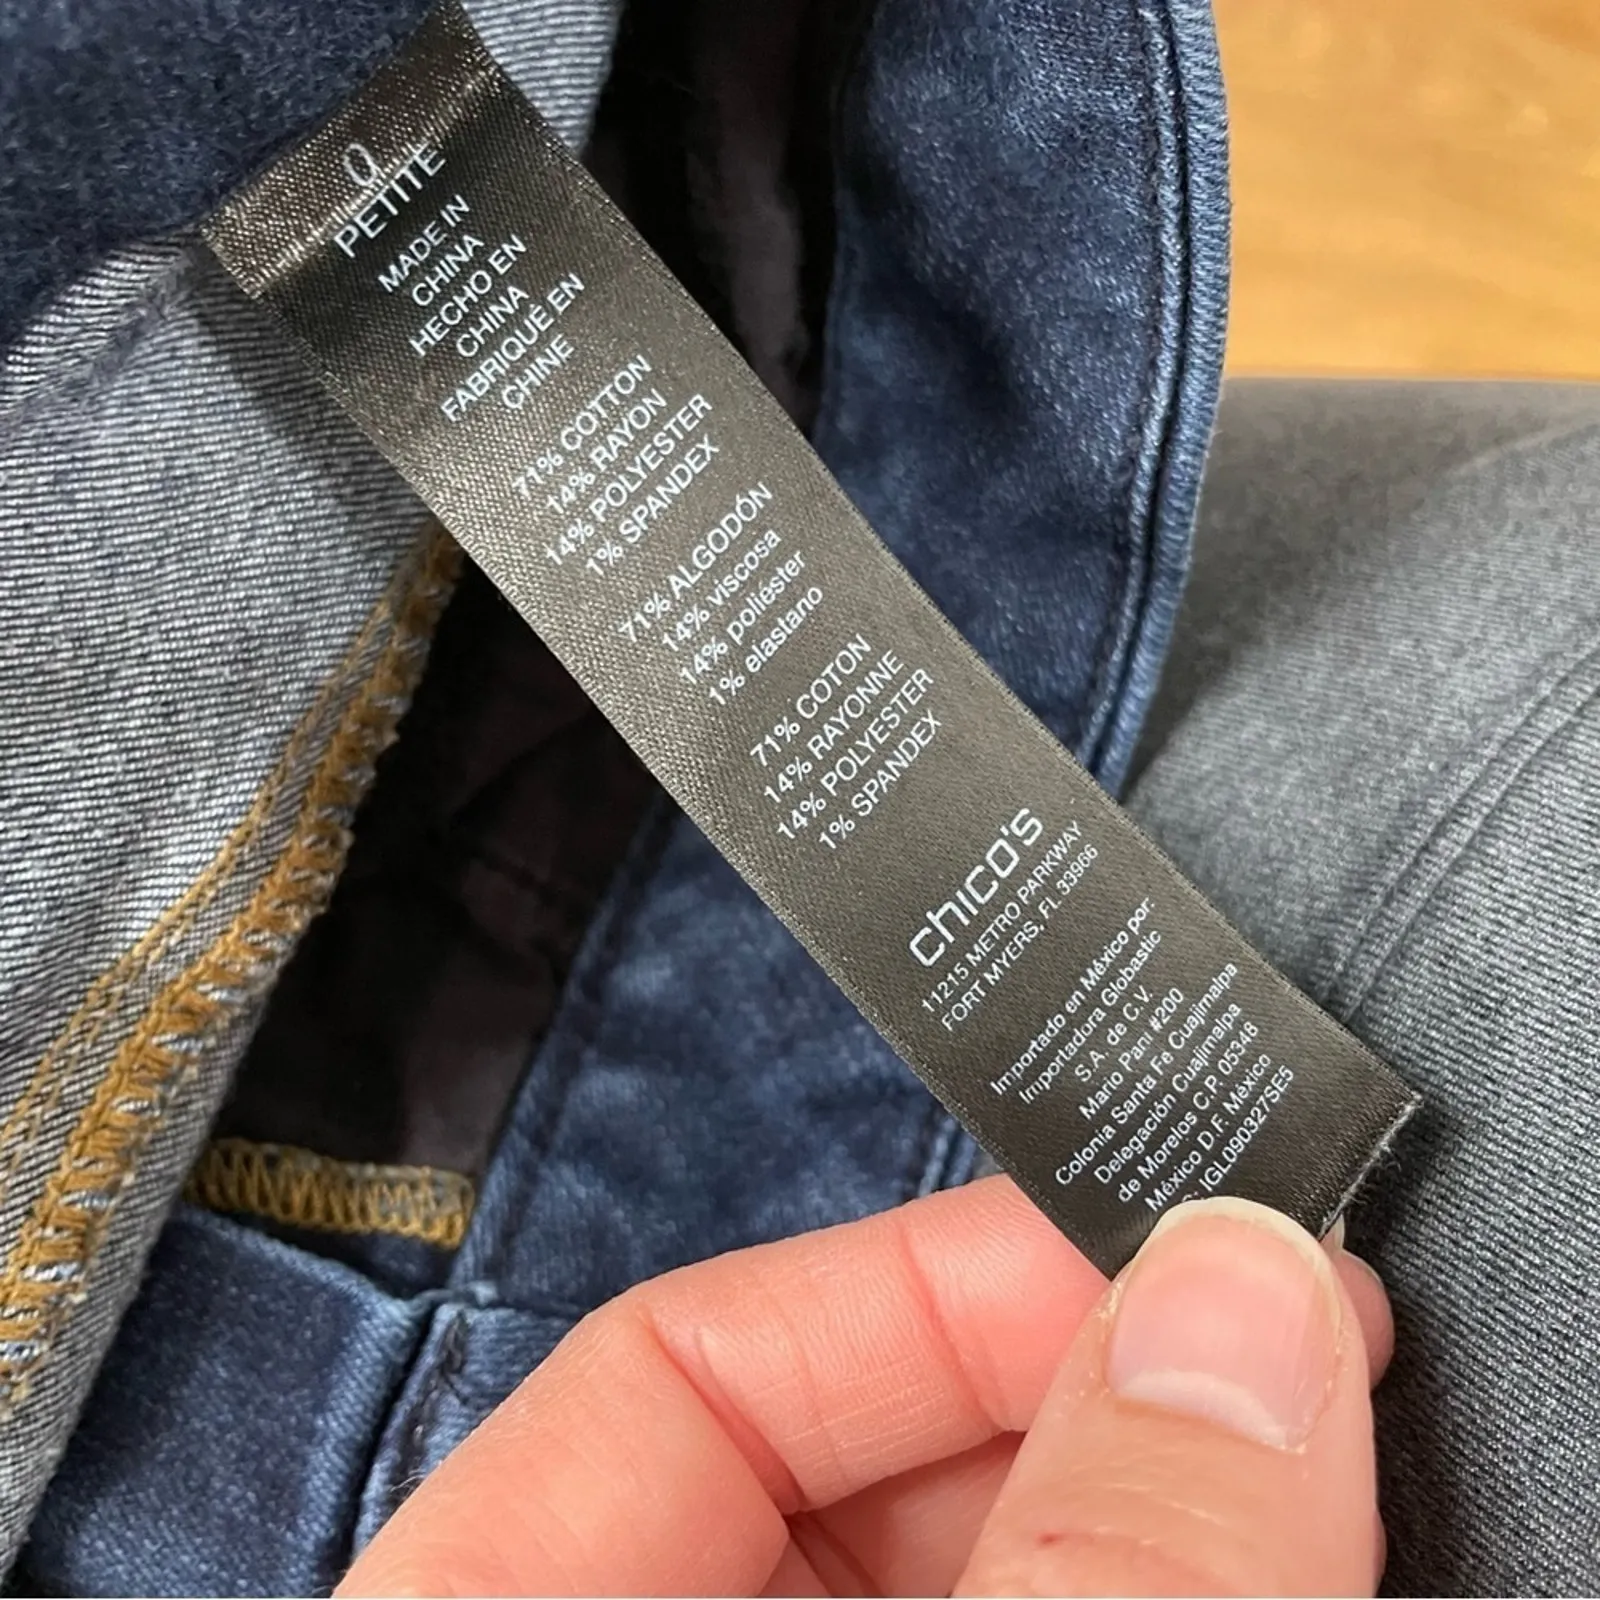 0
PETITE
MADE IN
CHINA
HECHO EN
CHINA
FABRIQUÉ EN
CHINE
71% COTTON
14% RAYON
14% POLYESTER
1% SPANDEX
71% ALGODÓN
14% viscosa
14% poliéster
1% elastano
71% COTON
14% RAYONNE
14% POLYESTER
1% SPANDEX
chico's
11215 METRO PARKWAY
FORT MYERS, FL 33966
Importado en México por:
Importadora Globastic
S.A. de C.V.
Mario Pani #200
Colonia Santa Fe Cuajimalpa
Delegación Cuajimalpa
de Morelos C.P. 05348
México D.F. México
IGL090327SE5